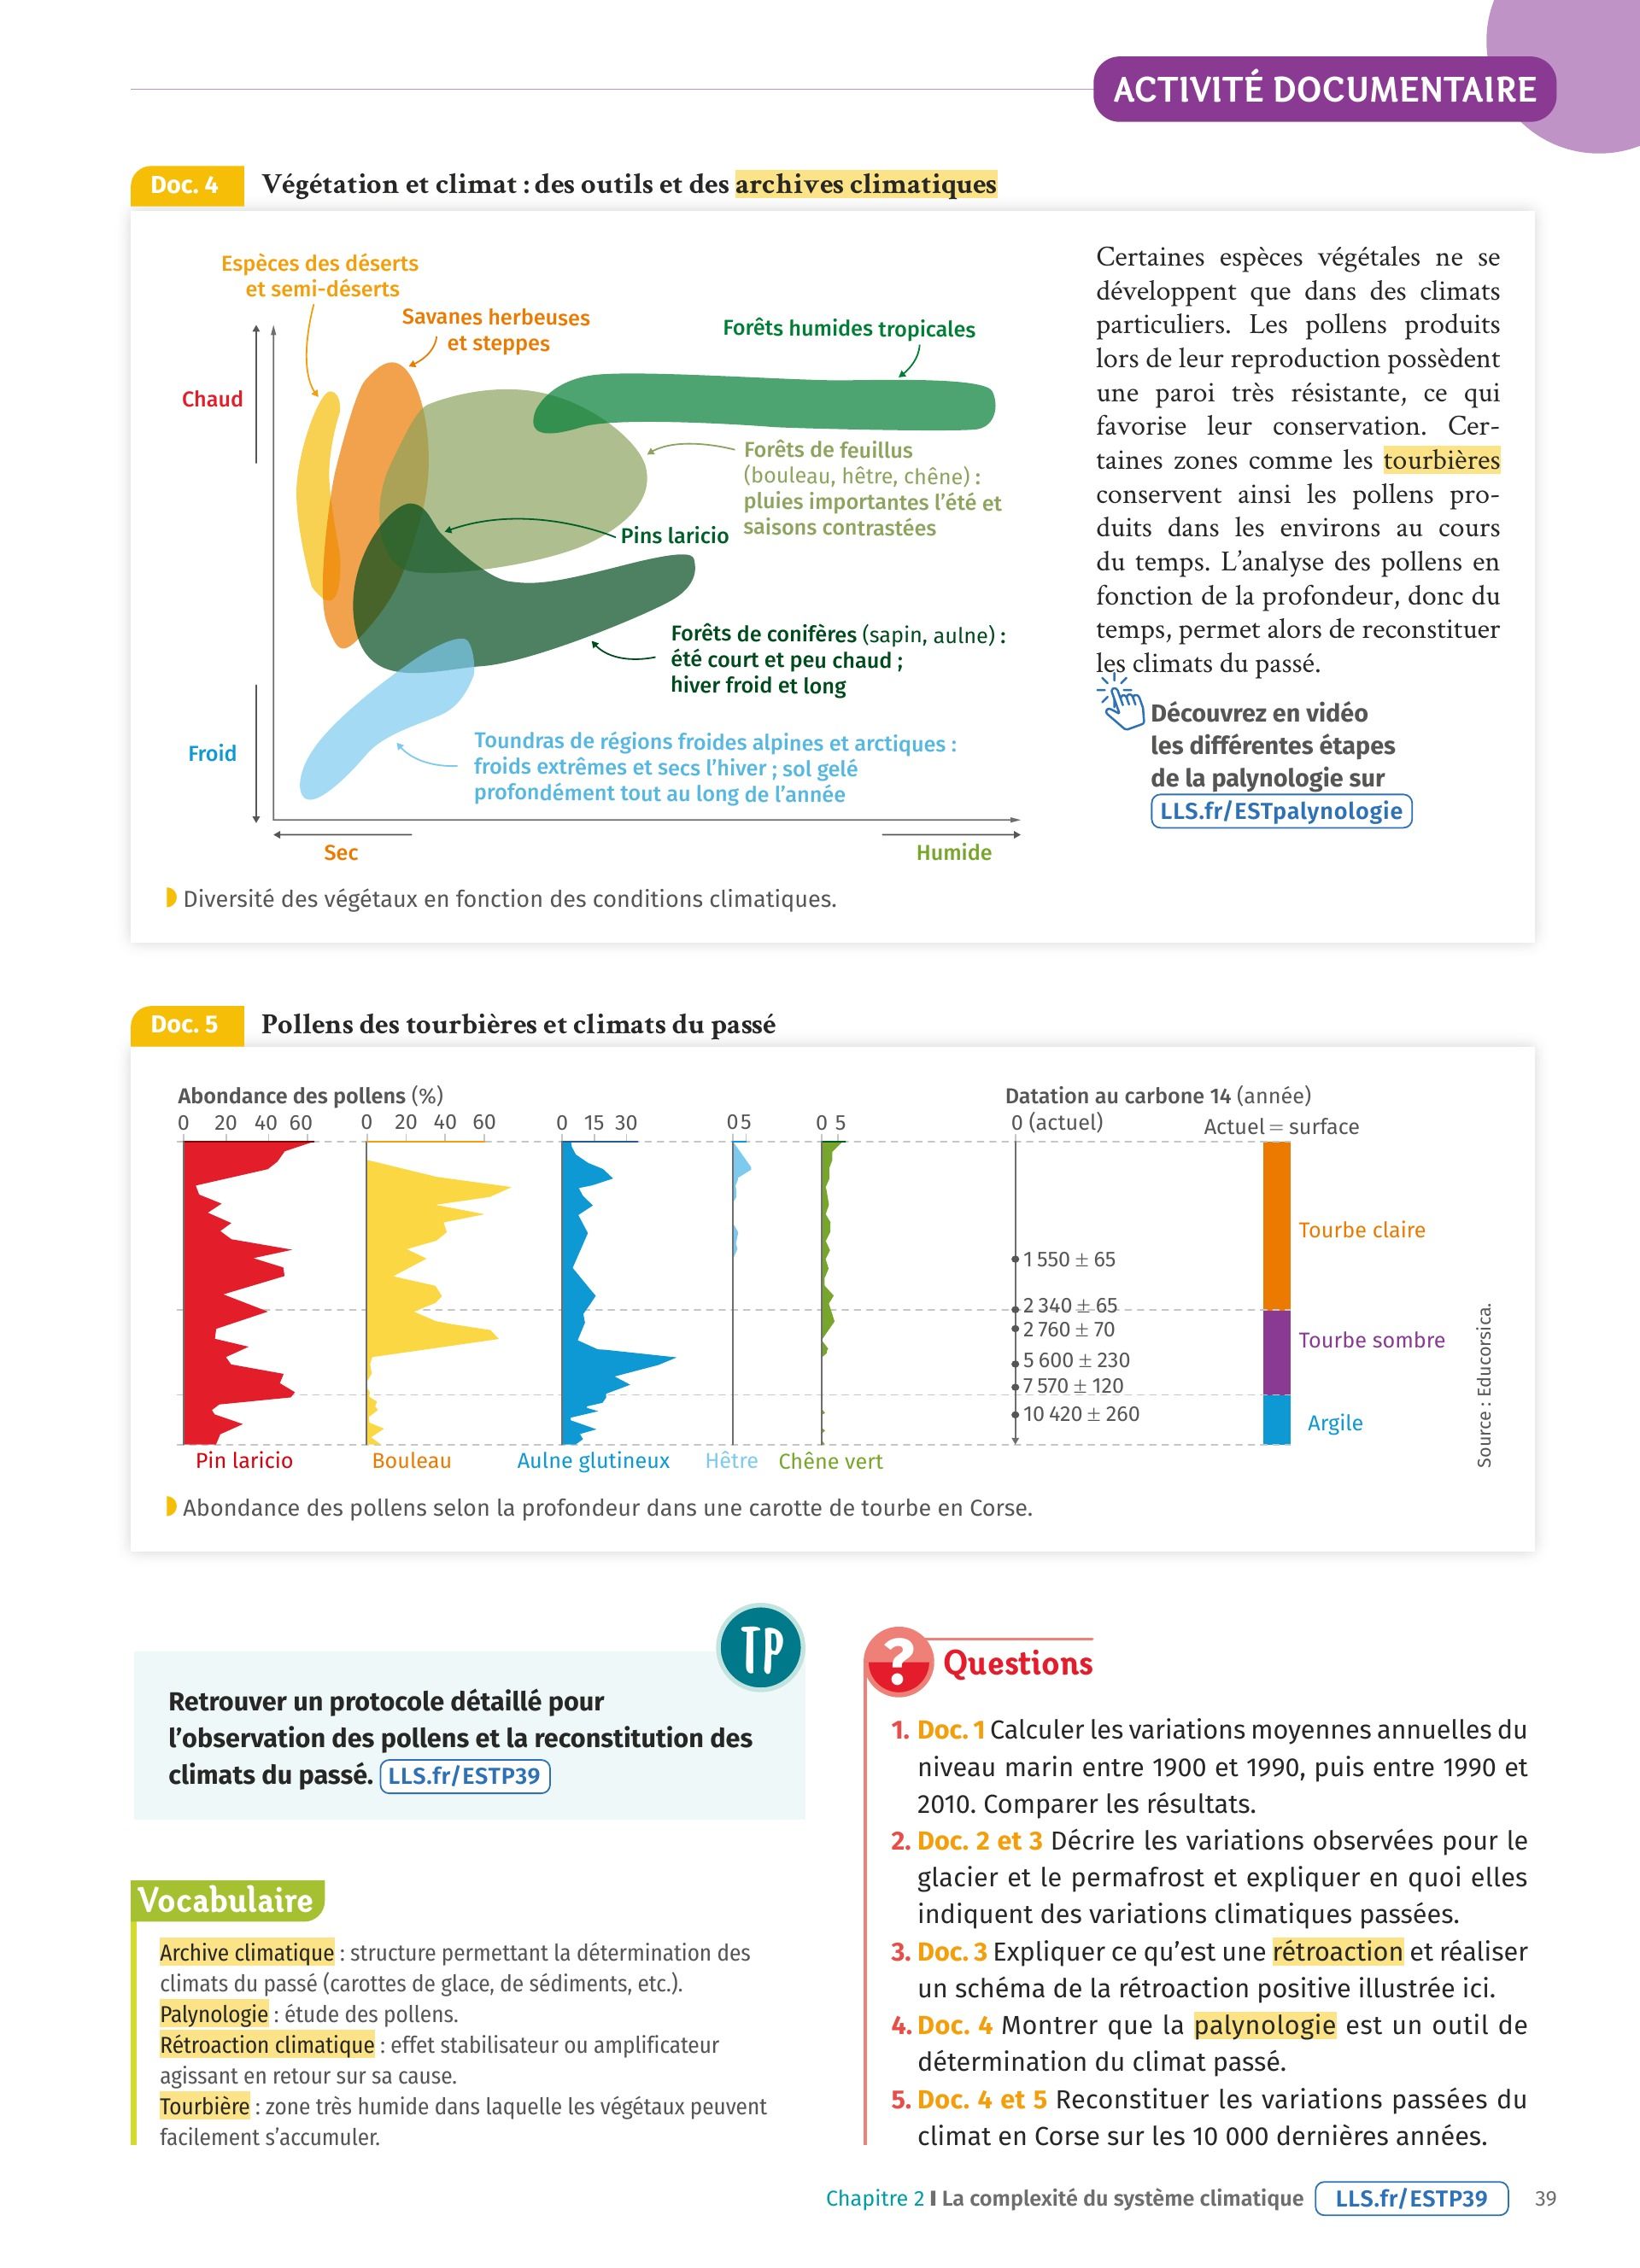 ACTIVITÉ DOCUMENTAIRE
Doc. 4
Végétation et climat : des outils et des archives climatiques
Espèces des déserts
et semi-déserts
Savanes herbeuses
et steppes
Forêts humides tropicales
Chaud
Forêts de feuillus
(bouleau, hêtre, chêne) :
pluies importantes l'été et
saisons contrastées
Pins laricio
Forêts de conifères (sapin, aulne) :
été court et peu chaud ;
hiver froid et long
Froid
Toundras de régions froides alpines et arctiques :
froids extrêmes et secs l'hiver ; sol gelé
profondément tout au long de l'année
Sec
Humide
Diversité des végétaux en fonction des conditions climatiques.
Certaines espèces végétales ne se
développent que dans des climats
particuliers. Les pollens produits
lors de leur reproduction possèdent
une paroi très résistante, ce qui
favorise leur conservation. Cer-
taines zones comme les tourbières
conservent ainsi les pollens pro-
duits dans les environs au cours
du temps. L'analyse des pollens en
fonction de la profondeur, donc du
temps, permet alors de reconstituer
les climats du passé.
Découvrez en vidéo
les différentes étapes
de la palynologie sur
LLS.fr/ESTpalynologie
Doc. 5
Pollens des tourbières et climats du passé
Abondance des pollens (%)
0 20 40 60
0 20 40 60
0 15 30
0 5
0 5
Datation au carbone 14 (année)
0 (actuel)
Actuel = surface
1 550 ± 65
2 340 ± 65
2 760 ± 70
5 600 ± 230
7 570 ± 120
10 420 ± 260
Tourbe claire
Tourbe sombre
Argile
Source : Educorsica.
Pin laricio
Bouleau
Aulne glutineux
Hêtre
Chêne vert
Abondance des pollens selon la profondeur dans une carotte de tourbe en Corse.
TP
Retrouver un protocole détaillé pour
l'observation des pollens et la reconstitution des
climats du passé. LLS.fr/ESTP39
Vocabulaire
Archive climatique : structure permettant la détermination des
climats du passé (carottes de glace, de sédiments, etc.).
Palynologie : étude des pollens.
Rétroaction climatique : effet stabilisateur ou amplificateur
agissant en retour sur sa cause.
Tourbière : zone très humide dans laquelle les végétaux peuvent
facilement s'accumuler.
?
Questions
1. Doc. 1 Calculer les variations moyennes annuelles du
niveau marin entre 1900 et 1990, puis entre 1990 et
2010. Comparer les résultats.
2. Doc. 2 et 3 Décrire les variations observées pour le
glacier et le permafrost et expliquer en quoi elles
indiquent des variations climatiques passées.
3. Doc. 3 Expliquer ce qu'est une rétroaction et réaliser
un schéma de la rétroaction positive illustrée ici.
4. Doc. 4 Montrer que la palynologie est un outil de
détermination du climat passé.
5. Doc. 4 et 5 Reconstituer les variations passées du
climat en Corse sur les 10 000 dernières années.
Chapitre 2 I La complexité du système climatique LLS.fr/ESTP39 39